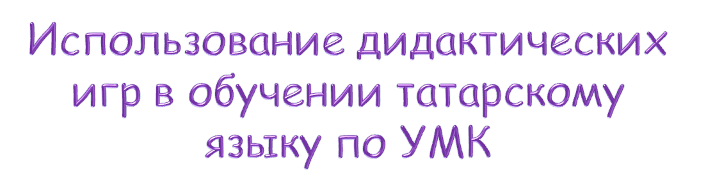 Использование дидактических
игр в обучении татарскому
языку по УМК